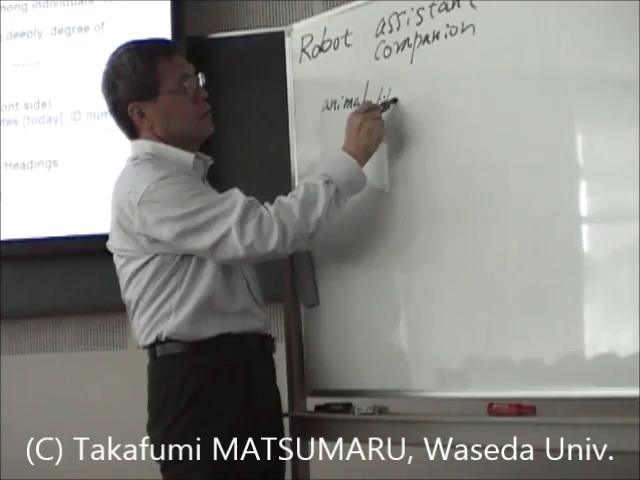 mong individuals
deeply, degree of
ont-side)
tes [today], ID num
Headings
Robot assistant
companion
animal-lik
(C) Takafumi MATSUMARU, Waseda Univ.